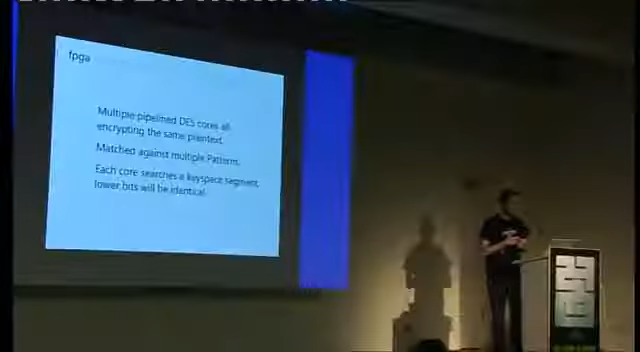 fpga
Multiple pipelined DES cores all
encrypting the same plaintext.
Matched against multiple Patterns.
Each core searches a keyspace segment,
lower bits will be identical.